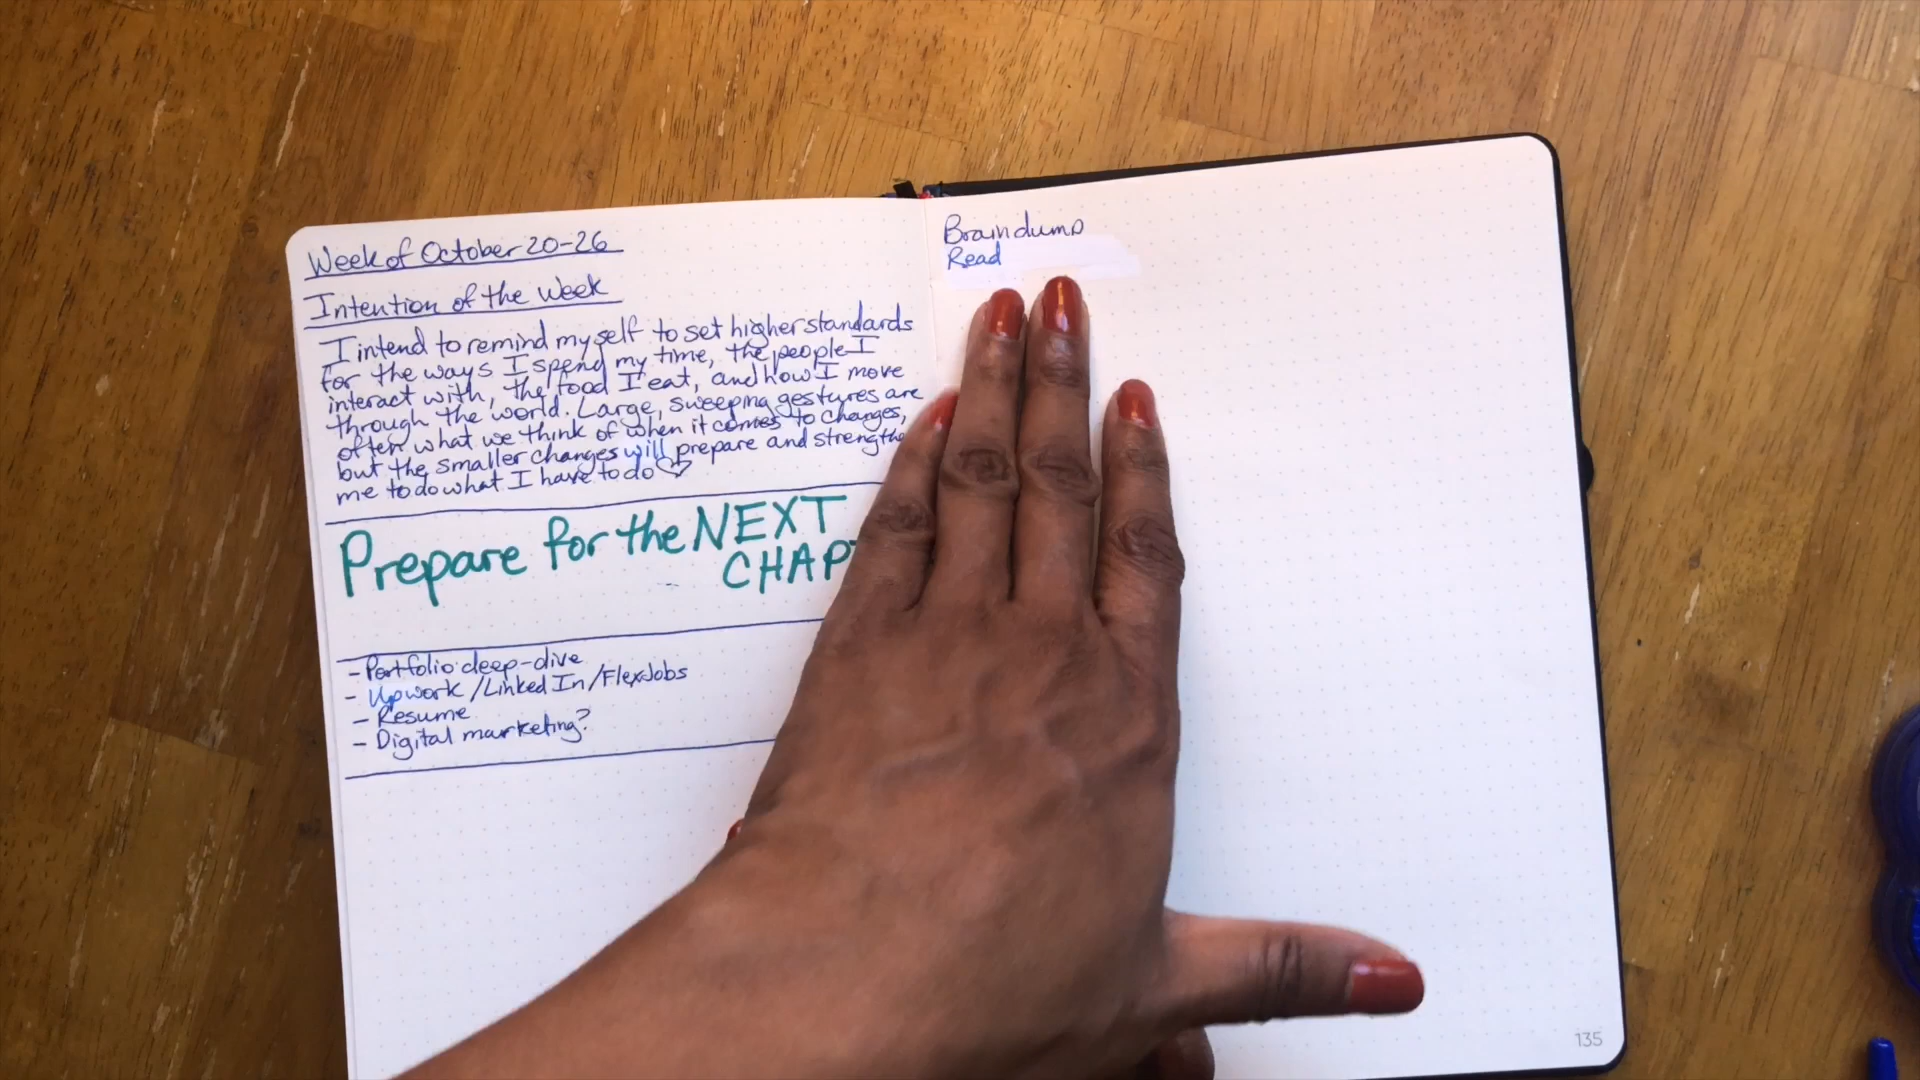 Week of October 20-26
Intention of the Week
I intend to remind myself to set higher standards
for the ways I spend my time, the people I
interact with, the food I eat, and how I move
through the world. Large, sweeping gestures are
often what we think of when it comes to changes,
but the smaller changes will prepare and strengthe
me to do what I have to do ♡
Prepare for the NEXT
CHAP
- Portfolio deep-dive
- Upwork/LinkedIn/FlexJobs
- Resume
- Digital marketing?
Braindump
Read
135